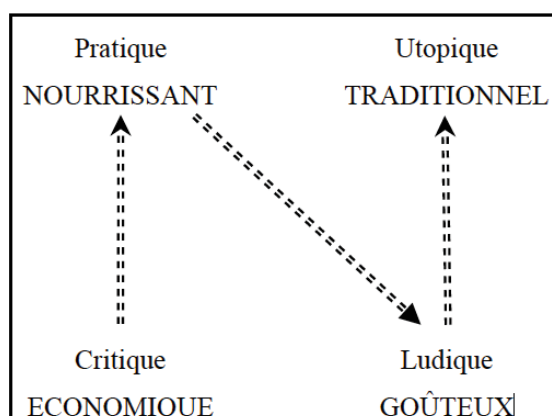 Pratique
NOURRISSANT
Utopique
TRADITIONNEL
Critique
ECONOMIQUE
Ludique
GOÛTEUX